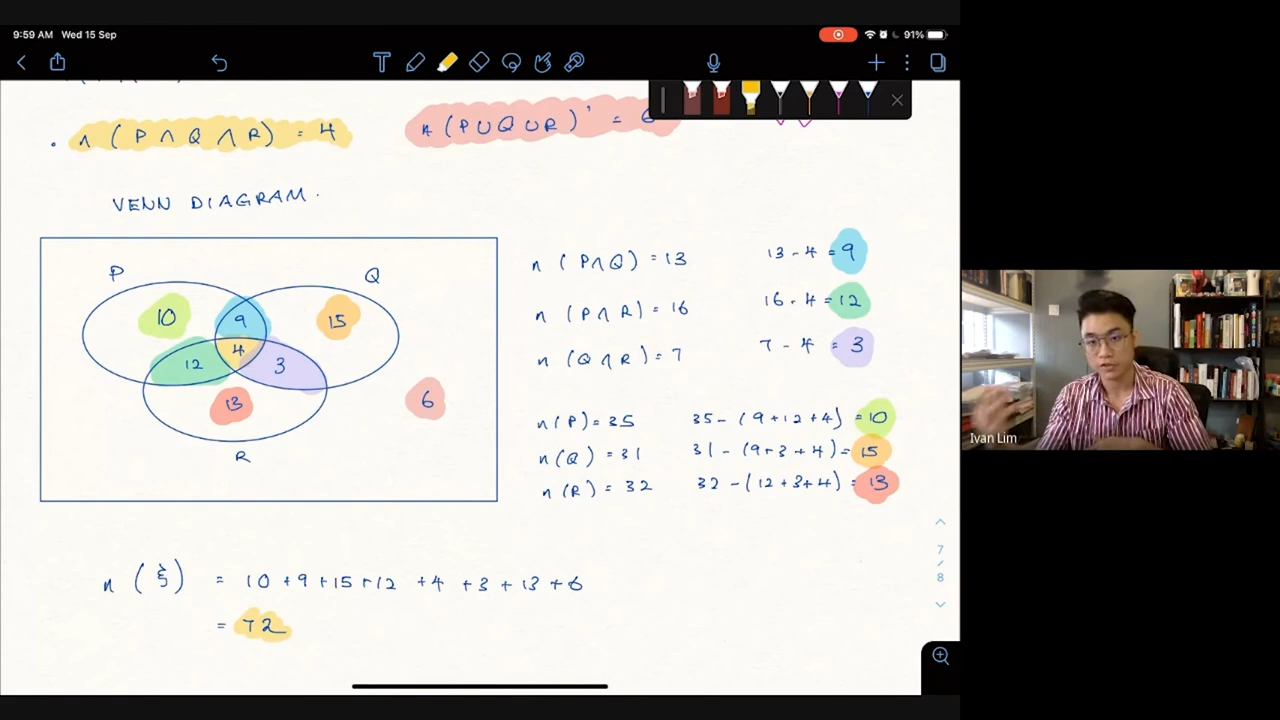 9:59 AM Wed 15 Sep
91%
n (P ∩ Q ∩ R) = 4
n (P ∪ Q ∪ R)' = 6
VENN DIAGRAM.
P
Q
10
9
15
12
4
3
13
6
R
n (P ∩ Q) = 13
13 - 4 = 9
n (P ∩ R) = 16
16 - 4 = 12
n (Q ∩ R) = 7
7 - 4 = 3
n (P) = 35
35 - (9 + 12 + 4) = 10
n (Q) = 31
31 - (9 + 3 + 4) = 15
n (R) = 32
32 - (12 + 3 + 4) = 13
n (ξ) = 10 + 9 + 15 + 12 + 4 + 3 + 13 + 6
= 72
7
/
8
Ivan Lim